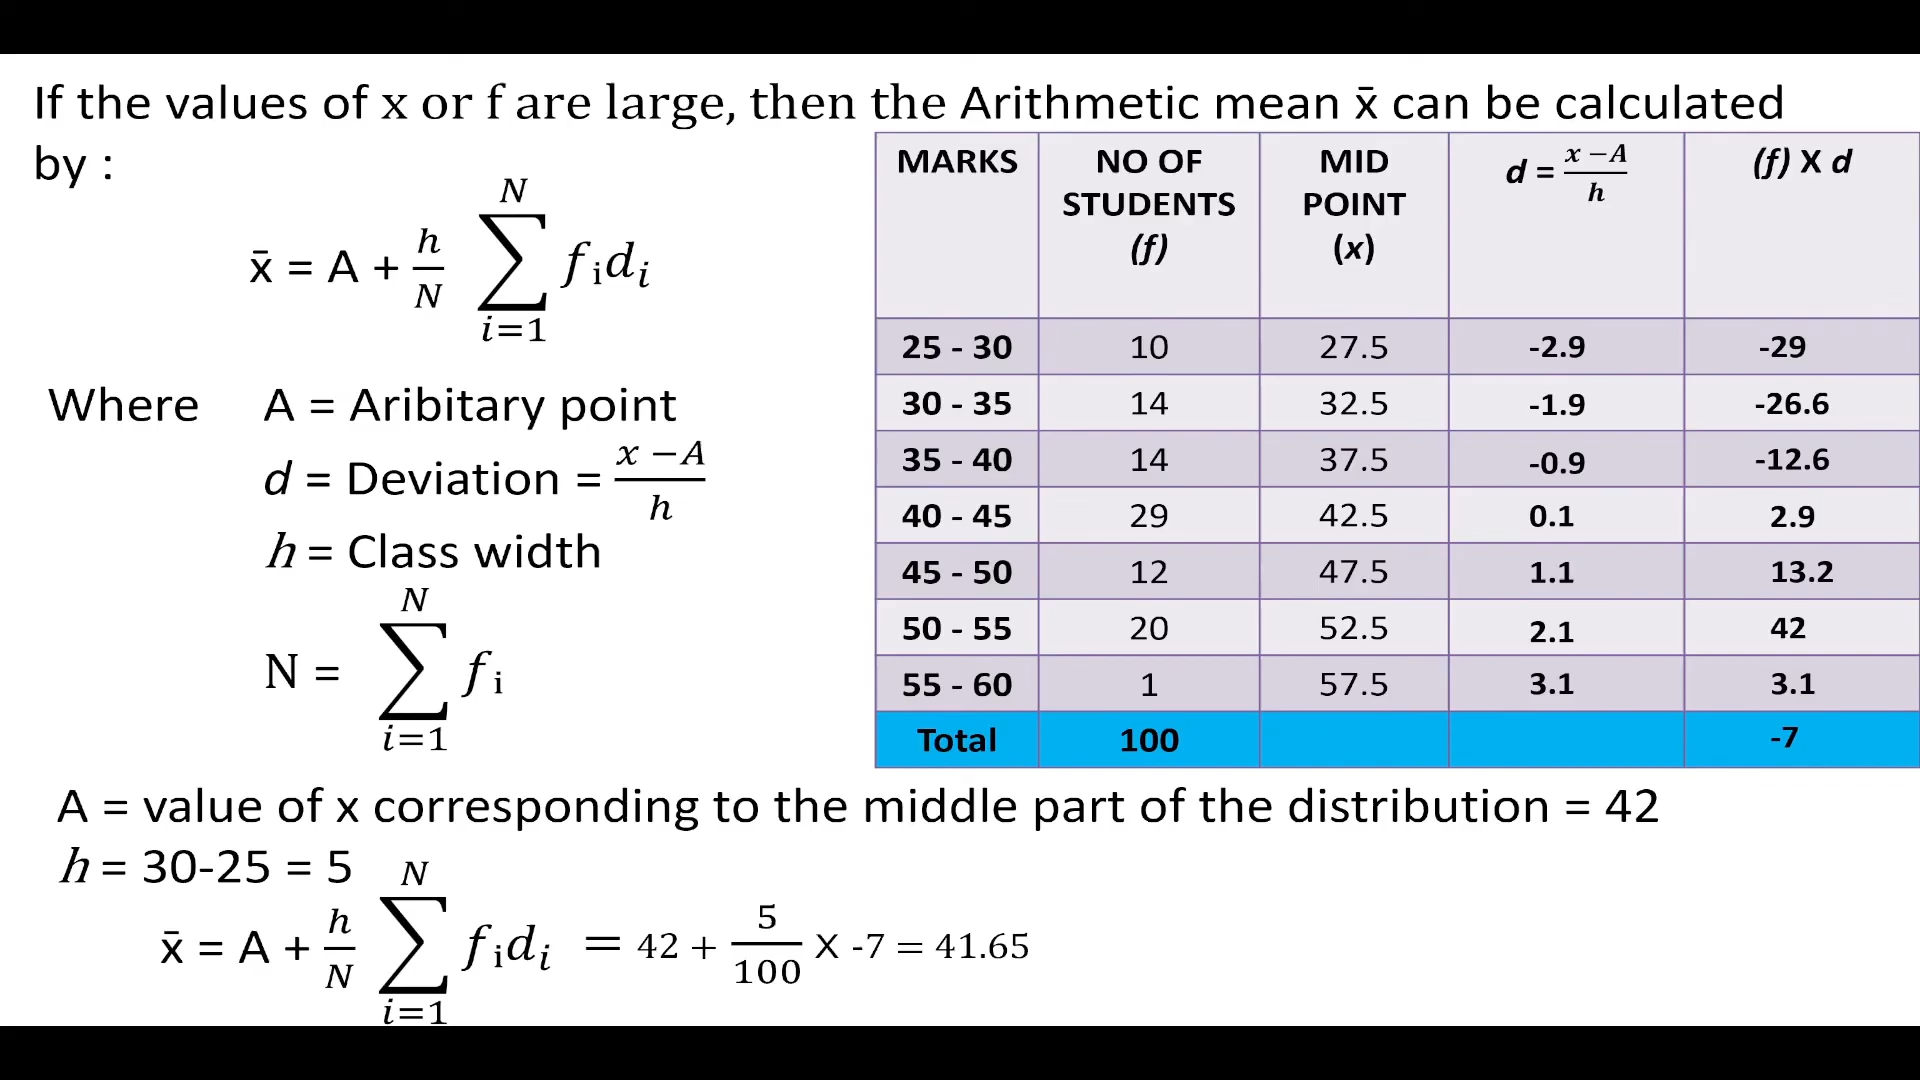 If the values of x or f are large, then the Arithmetic mean x̄ can be calculated
by :
x̄ = A + h/N ∑_{i=1}^{N} f_i d_i
Where A = Aribitary point
d = Deviation = (x – A)/h
h = Class width
N = ∑_{i=1}^{N} f_i
MARKS | NO OF STUDENTS (f) | MID POINT (x) | d = (x – A)/h | (f) X d
25 - 30 | 10 | 27.5 | -2.9 | -29
30 - 35 | 14 | 32.5 | -1.9 | -26.6
35 - 40 | 14 | 37.5 | -0.9 | -12.6
40 - 45 | 29 | 42.5 | 0.1 | 2.9
45 - 50 | 12 | 47.5 | 1.1 | 13.2
50 - 55 | 20 | 52.5 | 2.1 | 42
55 - 60 | 1 | 57.5 | 3.1 | 3.1
Total | 100 | | | -7
A = value of x corresponding to the middle part of the distribution = 42
h = 30-25 = 5
x̄ = A + h/N ∑_{i=1}^{N} f_i d_i = 42 + 5/100 X -7 = 41.65